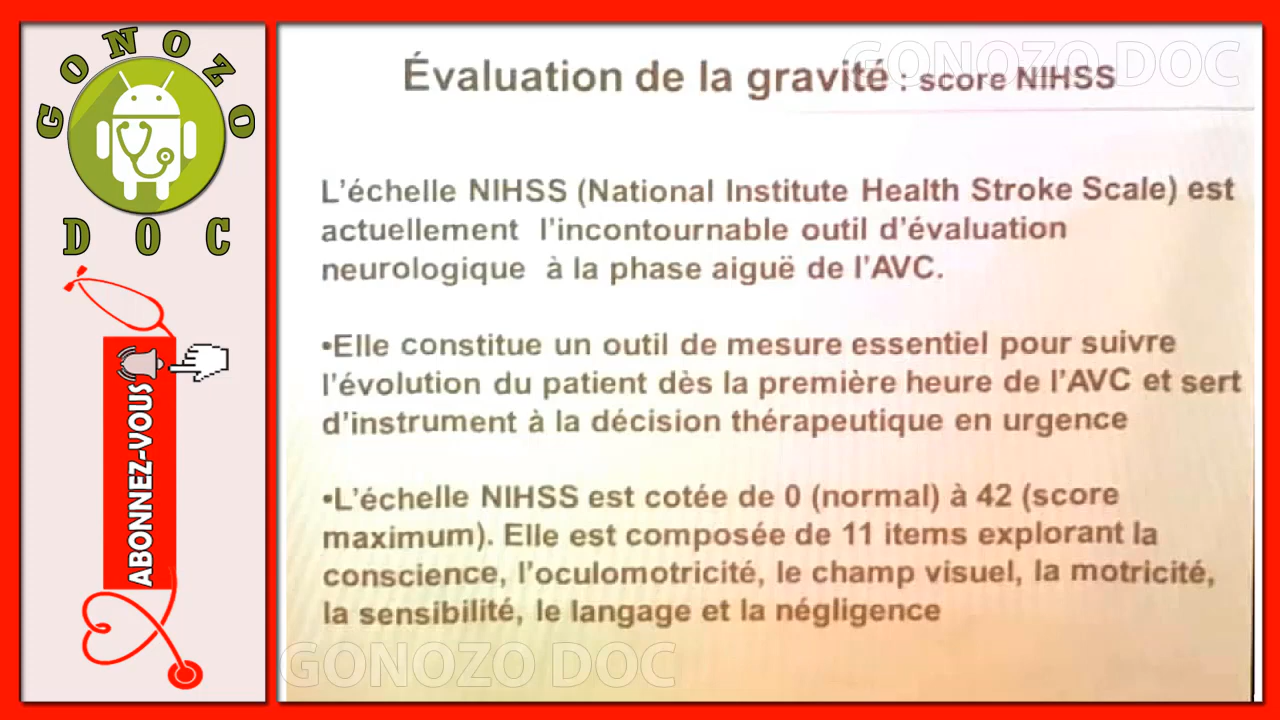 GONOZO
DOC
ABONNEZ-VOUS
GONOZO DOC
Évaluation de la gravité : score NIHSS
L'échelle NIHSS (National Institute Health Stroke Scale) est
actuellement l'incontournable outil d'évaluation
neurologique à la phase aiguë de l'AVC.
•Elle constitue un outil de mesure essentiel pour suivre
l'évolution du patient dès la première heure de l'AVC et sert
d'instrument à la décision thérapeutique en urgence
•L'échelle NIHSS est cotée de 0 (normal) à 42 (score
maximum). Elle est composée de 11 items explorant la
conscience, l'oculomotricité, le champ visuel, la motricité,
la sensibilité, le langage et la négligence
GONOZO DOC